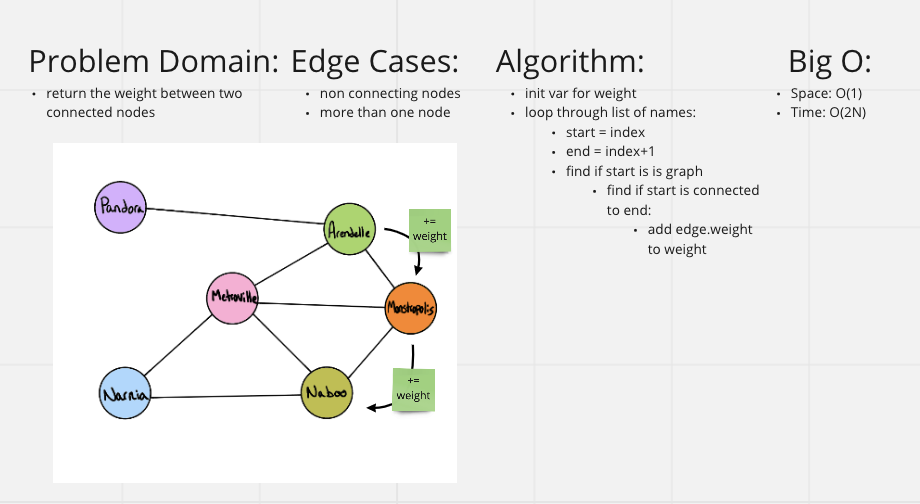 Problem Domain:
• return the weight between two
connected nodes
Edge Cases:
• non connecting nodes
• more than one node
Algorithm:
• init var for weight
• loop through list of names:
• start = index
• end = index+1
• find if start is is graph
• find if start is connected
to end:
• add edge.weight
to weight
Big O:
• Space: O(1)
• Time: O(2N)
Pandora
Arendelle
+=
weight
Metroville
Monstropolis
Narnia
Naboo
+=
weight